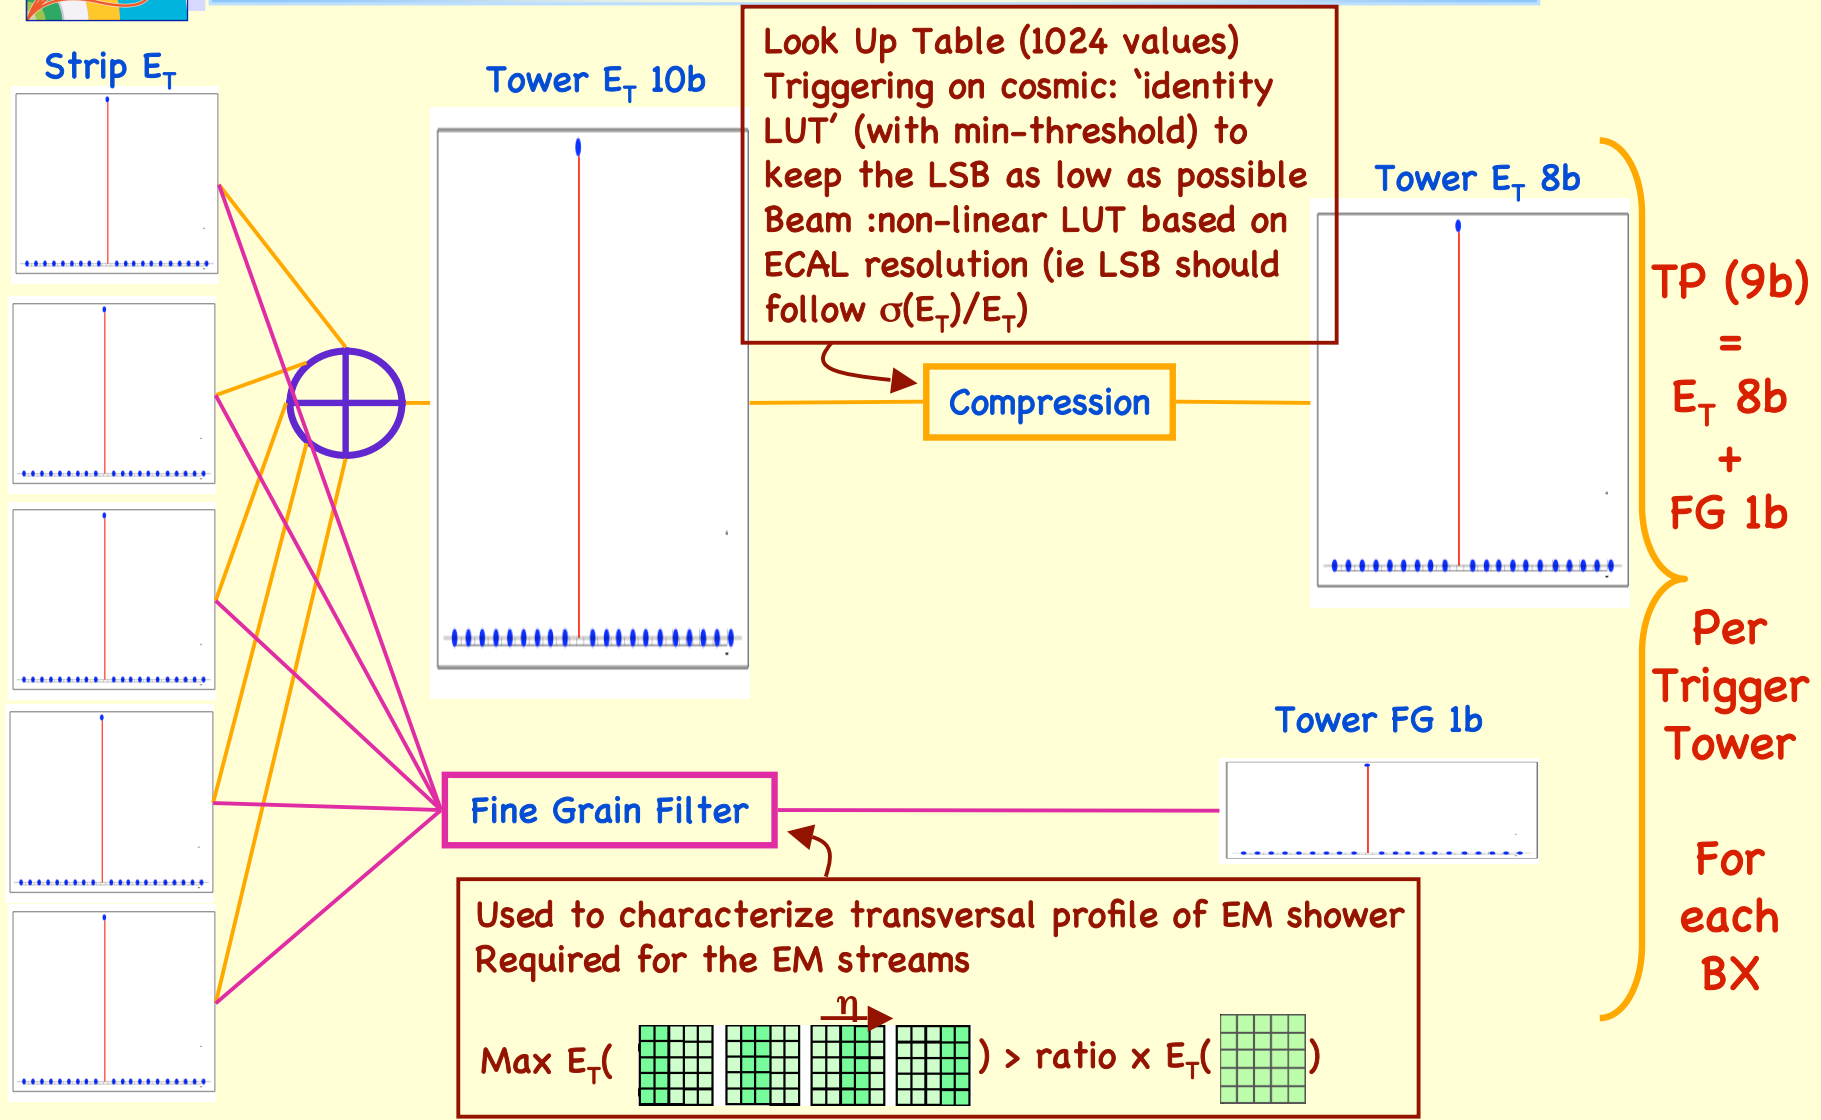 Strip ET
Tower ET 10b
Look Up Table (1024 values)
Triggering on cosmic: ‘identity
LUT’ (with min-threshold) to
keep the LSB as low as possible
Beam :non-linear LUT based on
ECAL resolution (ie LSB should
follow σ(ET)/ET)
Tower ET 8b
Compression
TP (9b)
=
ET 8b
+
FG 1b
Per
Trigger
Tower
For
each
BX
Tower FG 1b
Fine Grain Filter
Used to characterize transversal profile of EM shower
Required for the EM streams
η
Max ET( ) > ratio x ET( )